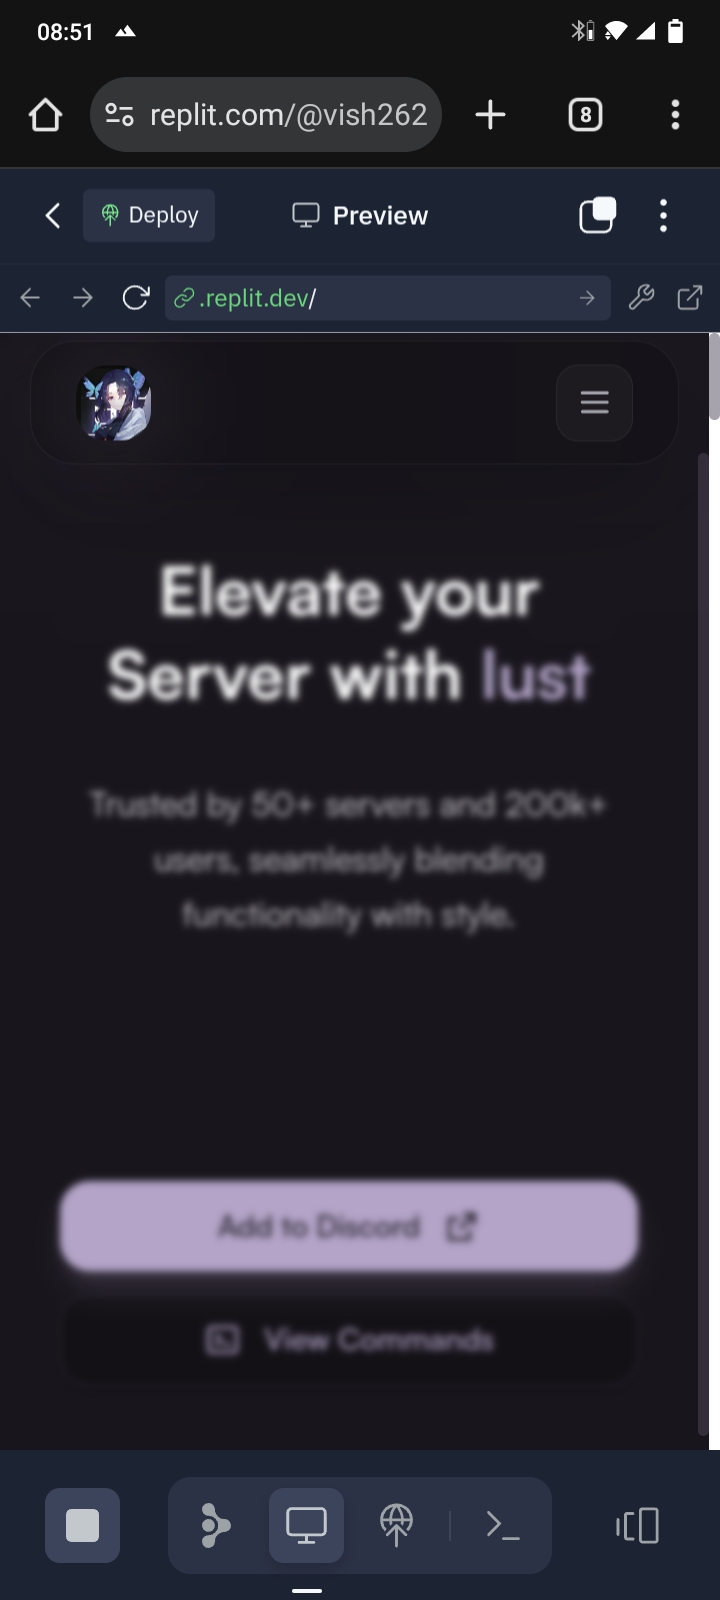 08:51
replit.com/@vish262
8
Deploy
Preview
.replit.dev/
Elevate your
Server with lust
Trusted by 50+ servers and 200k+
users, seamlessly blending
functionality with style.
Add to Discord
View Commands